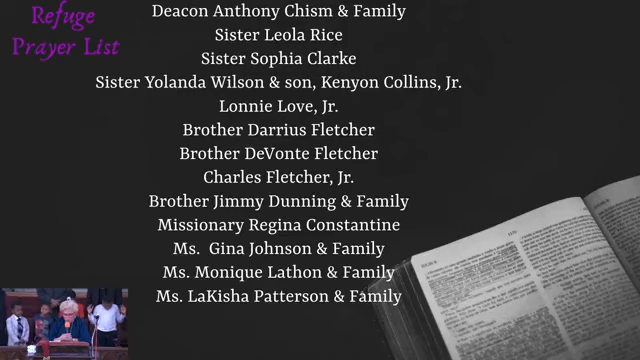 Refuge
Prayer List
Deacon Anthony Chism & Family
Sister Leola Rice
Sister Sophia Clarke
Sister Yolanda Wilson & son, Kenyon Collins, Jr.
Lonnie Love, Jr.
Brother Darrius Fletcher
Brother DeVonte Fletcher
Charles Fletcher, Jr.
Brother Jimmy Dunning & Family
Missionary Regina Constantine
Ms.  Gina Johnson & Family
Ms. Monique Lathon & Family
Ms. LaKisha Patterson & Family